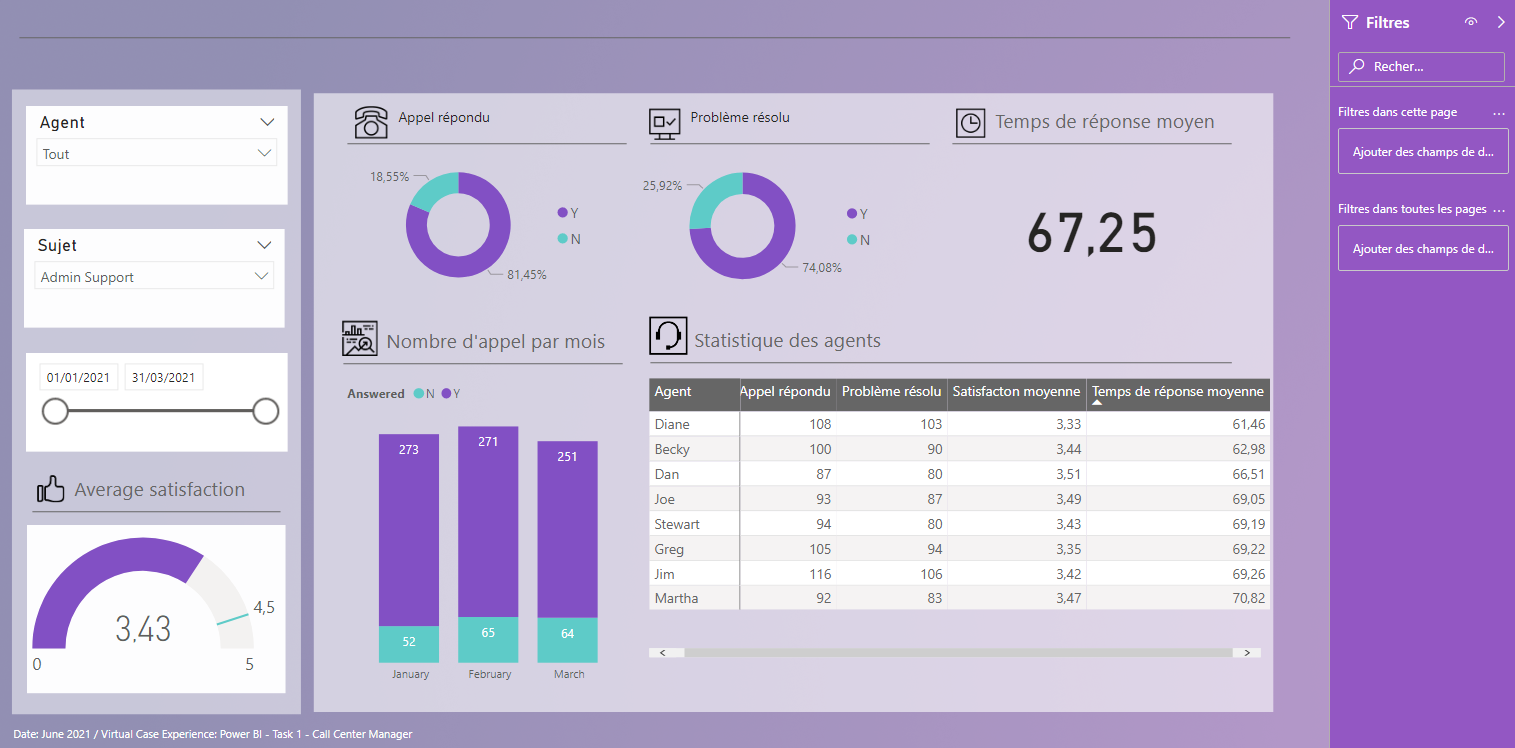 Filtres
Recher...
Filtres dans cette page ...
Ajouter des champs de d...
Filtres dans toutes les pages ...
Ajouter des champs de d...
Agent
Tout
Sujet
Admin Support
01/01/2021 31/03/2021
Average satisfaction
3,43
4,5
0 5
Appel répondu
18,55%
81,45%
Y
N
Problème résolu
25,92%
74,08%
Y
N
Temps de réponse moyen
67,25
Nombre d'appel par mois
Answered N Y
273 271 251
52 65 64
January February March
Statistique des agents
Agent Appel répondu Problème résolu Satisfacton moyenne Temps de réponse moyenne
Diane 108 103 3,33 61,46
Becky 100 90 3,44 62,98
Dan 87 80 3,51 66,51
Joe 93 87 3,49 69,05
Stewart 94 80 3,43 69,19
Greg 105 94 3,35 69,22
Jim 116 106 3,42 69,26
Martha 92 83 3,47 70,82
Date: June 2021 / Virtual Case Experience: Power BI - Task 1 - Call Center Manager